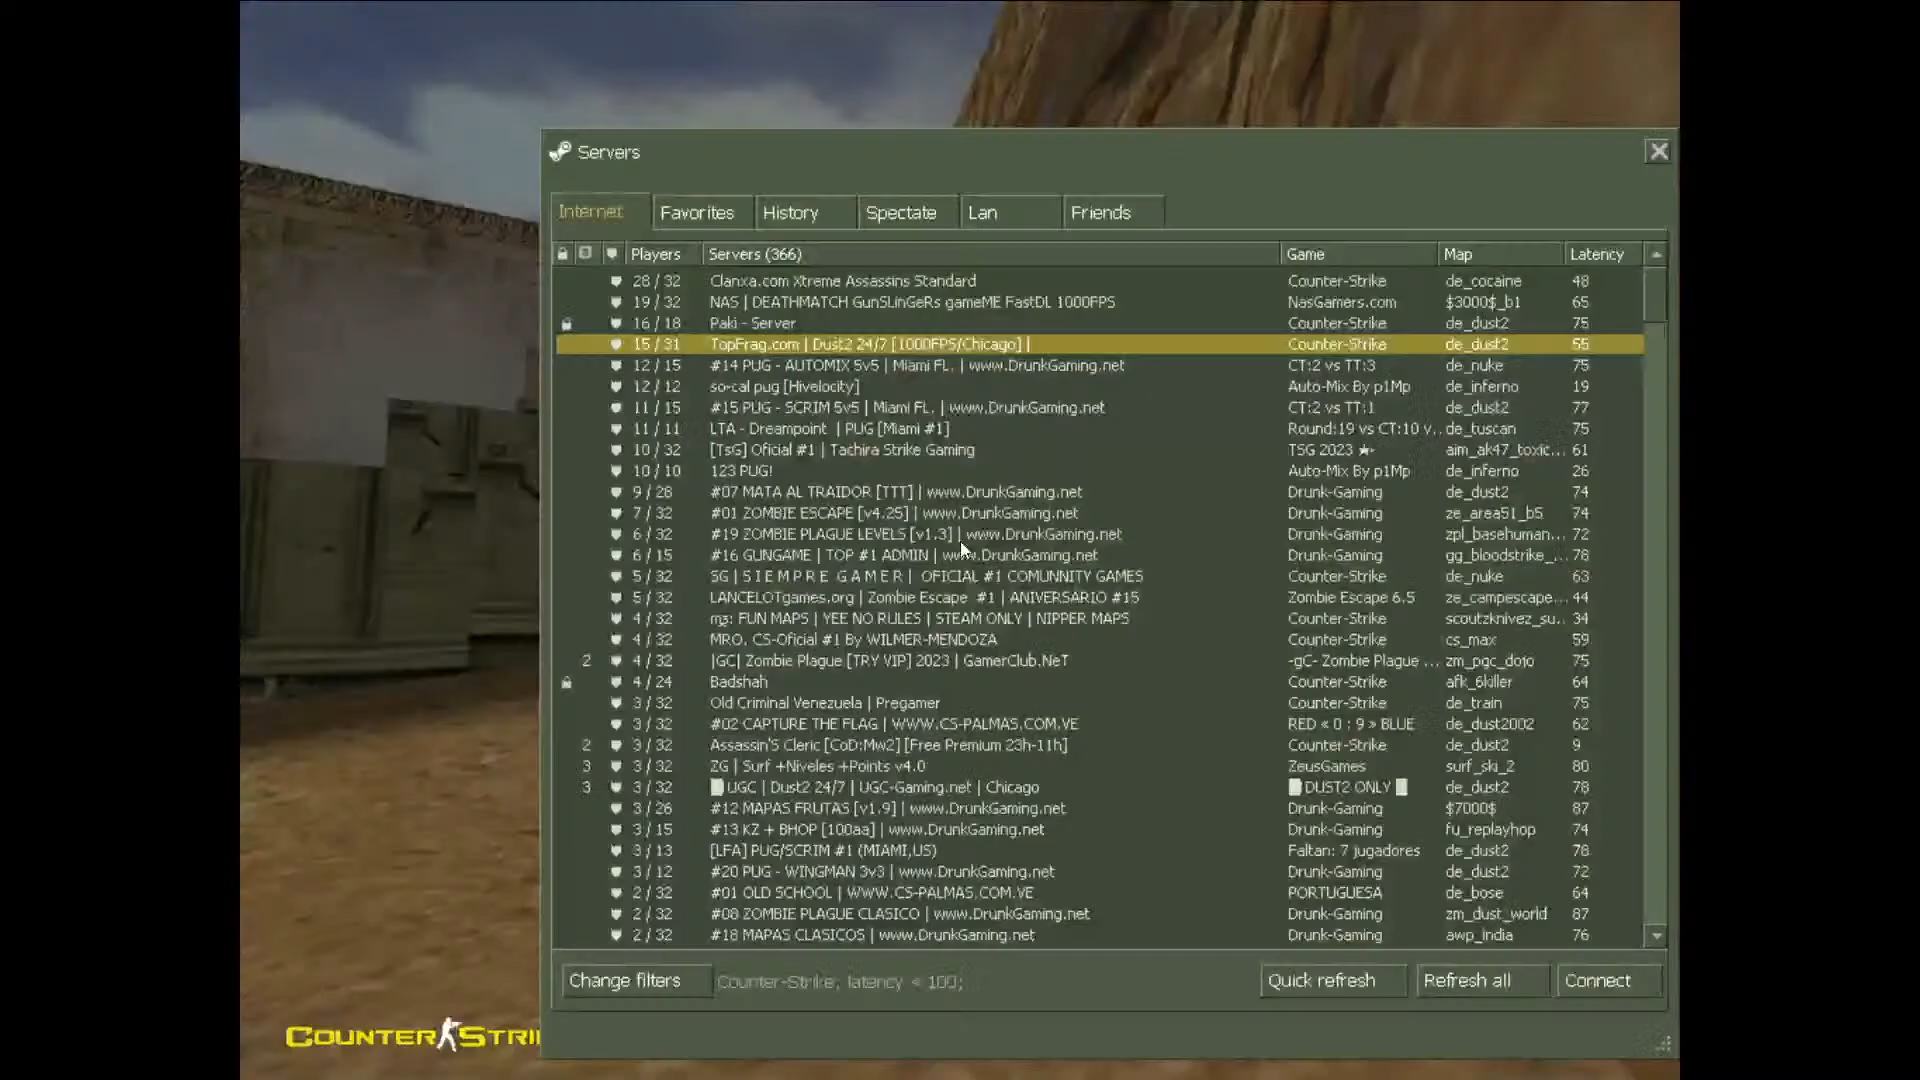 Servers
Internet Favorites History Spectate Lan Friends
Players Servers (366) Game Map Latency
28 / 32 Clanxa.com Xtreme Assassins Standard Counter-Strike de_cocaine 48
19 / 32 NAS | DEATHMATCH GunSLinGeRs gameME FastDL 1000FPS NasGamers.com $3000$_b1 65
16 / 18 Paki - Server Counter-Strike de_dust2 75
15 / 31 TopFrag.com | Dust2 24/7 [1000FPS/Chicago] | Counter-Strike de_dust2 55
12 / 15 #14 PUG - AUTOMIX 5v5 | Miami FL. | www.DrunkGaming.net CT:2 vs TT:3 de_nuke 75
12 / 12 so-cal pug [Hivelocity] Auto-Mix By p1Mp de_inferno 19
11 / 15 #15 PUG - SCRIM 5v5 | Miami FL. | www.DrunkGaming.net CT:2 vs TT:1 de_dust2 77
11 / 11 LTA - Dreampoint | PUG [Miami #1] Round:19 vs CT:10 v... de_tuscan 75
10 / 32 [TsG] Oficial #1 | Tachira Strike Gaming TSG 2023 ★- aim_ak47_toxic... 61
10 / 10 123 PUG! Auto-Mix By p1Mp de_inferno 26
9 / 28 #07 MATA AL TRAIDOR [TTT] | www.DrunkGaming.net Drunk-Gaming de_dust2 74
7 / 32 #01 ZOMBIE ESCAPE [v4.25] | www.DrunkGaming.net Drunk-Gaming ze_area51_b5 74
6 / 32 #19 ZOMBIE PLAGUE LEVELS [v1.3] | www.DrunkGaming.net Drunk-Gaming zpl_basehuman... 72
6 / 15 #16 GUNGAME | TOP #1 ADMIN | www.DrunkGaming.net Drunk-Gaming gg_bloodstrike_... 78
5 / 32 SG | S I E M P R E  G A M E R |  OFICIAL #1 COMUNNITY GAMES Counter-Strike de_nuke 63
5 / 32 LANCELOTgames.org | Zombie Escape #1 | ANIVERSARIO #15 Zombie Escape 6.5 ze_campescape... 44
4 / 32 m3: FUN MAPS | YEE NO RULES | STEAM ONLY | NIPPER MAPS Counter-Strike scoutzknivez_su... 34
4 / 32 MRO. CS-Oficial #1 By WILMER-MENDOZA Counter-Strike cs_max 59
2 4 / 32 |GC| Zombie Plague [TRY VIP] 2023 | GamerClub.NeT -gC- Zombie Plague ... zm_pgc_dojo 75
4 / 24 Badshah Counter-Strike afk_6killer 64
3 / 32 Old Criminal Venezuela | Pregamer Counter-Strike de_train 75
3 / 32 #02 CAPTURE THE FLAG | WWW.CS-PALMAS.COM.VE RED « 0 : 9 » BLUE de_dust2002 62
2 3 / 32 Assassin'S Cleric [CoD:Mw2] [Free Premium 23h-11h] Counter-Strike de_dust2 9
3 3 / 32 ZG | Surf +Niveles +Points v4.0 ZeusGames surf_ski_2 80
3 3 / 32 UGC | Dust2 24/7 | UGC-Gaming.net | Chicago DUST2 ONLY de_dust2 78
3 / 26 #12 MAPAS FRUTAS [v1.9] | www.DrunkGaming.net Drunk-Gaming $7000$ 87
3 / 15 #13 KZ + BHOP [100aa] | www.DrunkGaming.net Drunk-Gaming fu_replayhop 74
3 / 13 [LFA] PUG/SCRIM #1 (MIAMI,US) Faltan: 7 jugadores de_dust2 78
3 / 12 #20 PUG - WINGMAN 3v3 | www.DrunkGaming.net Drunk-Gaming de_dust2 72
2 / 32 #01 OLD SCHOOL | WWW.CS-PALMAS.COM.VE PORTUGUESA de_bose 64
2 / 32 #08 ZOMBIE PLAGUE CLASICO | www.DrunkGaming.net Drunk-Gaming zm_dust_world 87
2 / 32 #18 MAPAS CLASICOS | www.DrunkGaming.net Drunk-Gaming awp_india 76
Change filters Counter-Strike; latency < 100; Quick refresh Refresh all Connect
COUNTER STRI